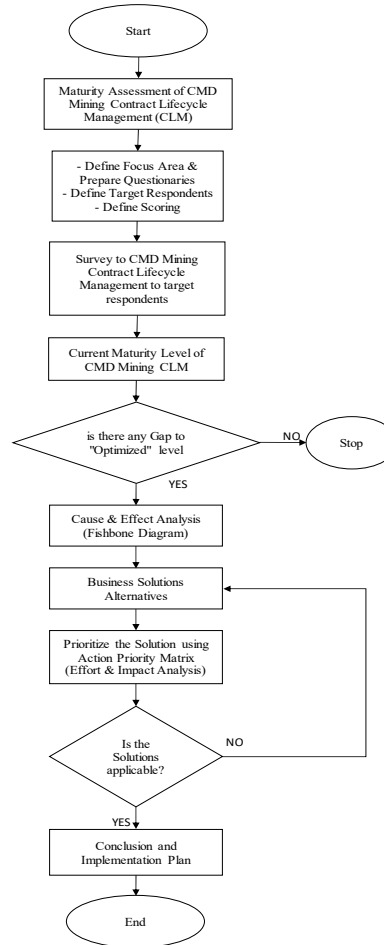 Start
Maturity Assessment of CMD
Mining Contract Lifecycle
Management (CLM)
- Define Focus Area &
Prepare Questionaries
- Define Target Respondents
- Define Scoring
Survey to CMD Mining
Contract Lifecycle
Management to target
respondents
Current Maturity Level of
CMD Mining CLM
is there any Gap to
"Optimized" level
NO
Stop
YES
Cause & Effect Analysis
(Fishbone Diagram)
Business Solutions
Alternatives
Prioritize the Solution using
Action Priority Matrix
(Effort & Impact Analysis)
Is the
Solutions
applicable?
NO
YES
Conclusion and
Implementation Plan
End